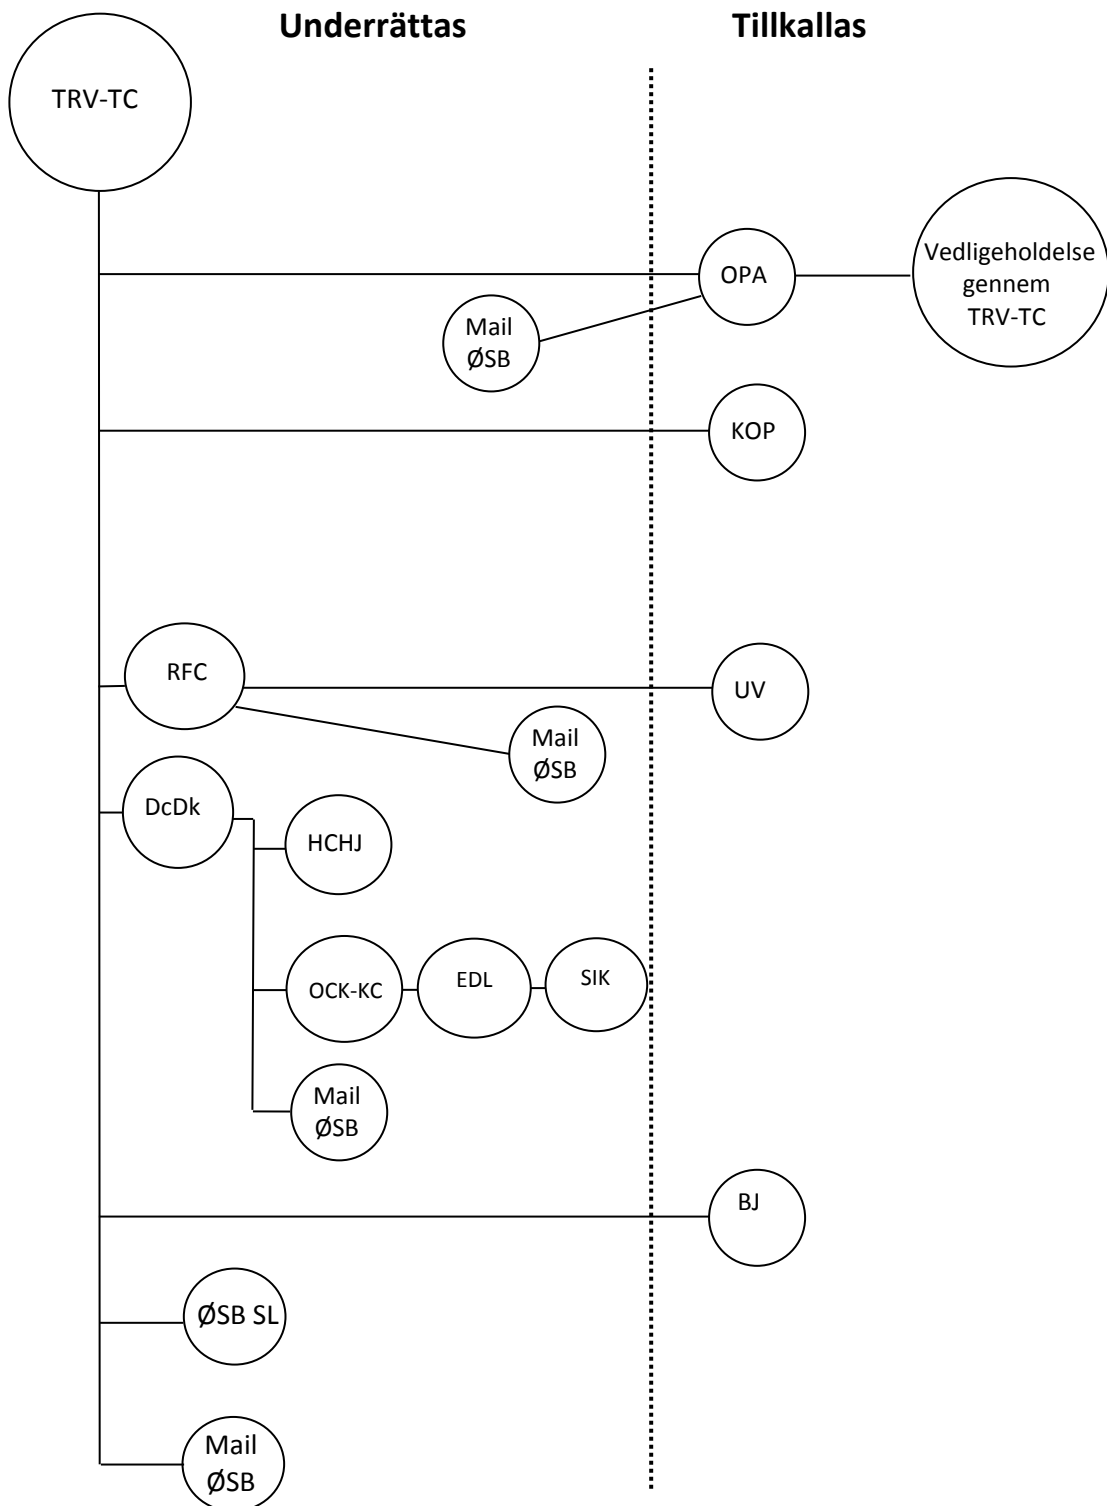 Underrättas
Tillkallas
TRV-TC
OPA
Vedligeholdelse
gennem
TRV-TC
Mail
ØSB
KOP
RFC
UV
Mail
ØSB
DcDk
HCHJ
OCK-KC
EDL
SIK
Mail
ØSB
BJ
ØSB SL
Mail
ØSB